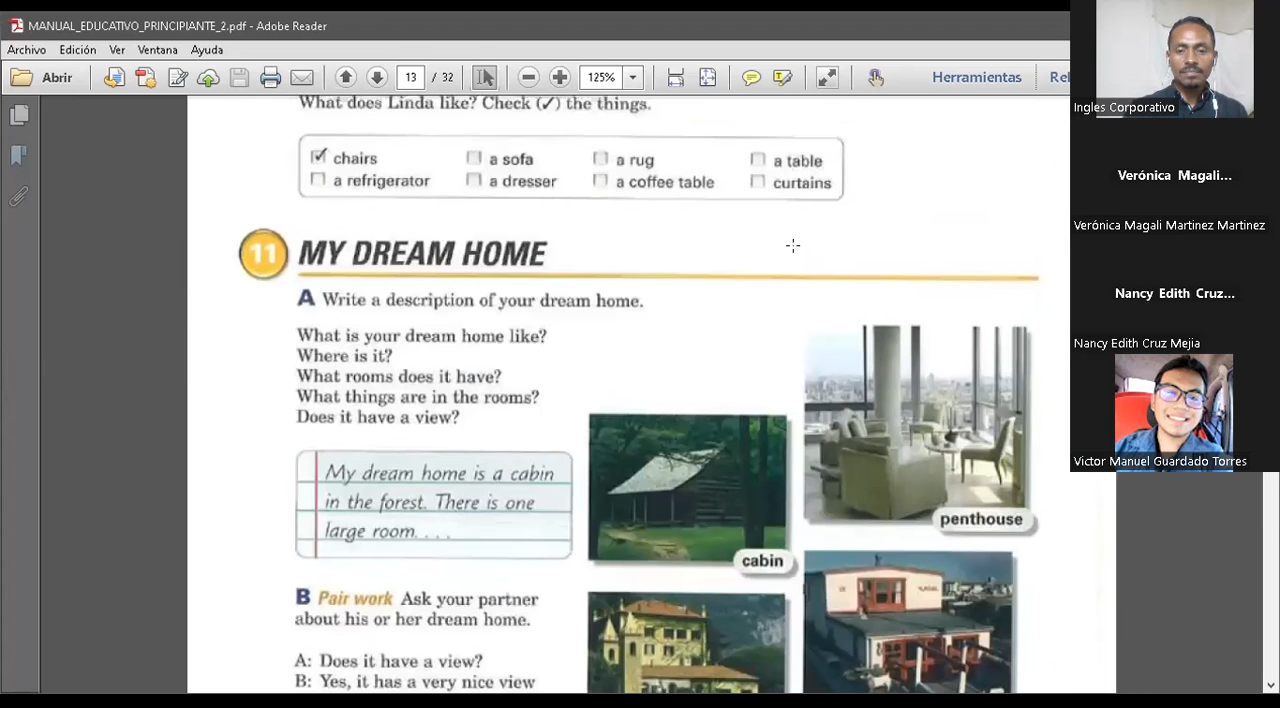 MANUAL_EDUCATIVO_PRINCIPIANTE_2.pdf - Adobe Reader
Archivo Edición Ver Ventana Ayuda
Abrir 13 / 32 125% Herramientas Rel
What does Linda like? Check (✓) the things.
chairs a sofa a rug a table
a refrigerator a dresser a coffee table curtains
11 MY DREAM HOME
A Write a description of your dream home.
What is your dream home like?
Where is it?
What rooms does it have?
What things are in the rooms?
Does it have a view?
My dream home is a cabin
in the forest. There is one
large room. . . .
penthouse
cabin
B Pair work Ask your partner
about his or her dream home.
A: Does it have a view?
B: Yes, it has a very nice view
Ingles Corporativo
Verónica Magali...
Verónica Magali Martinez Martinez
Nancy Edith Cruz...
Nancy Edith Cruz Mejia
Victor Manuel Guardado Torres